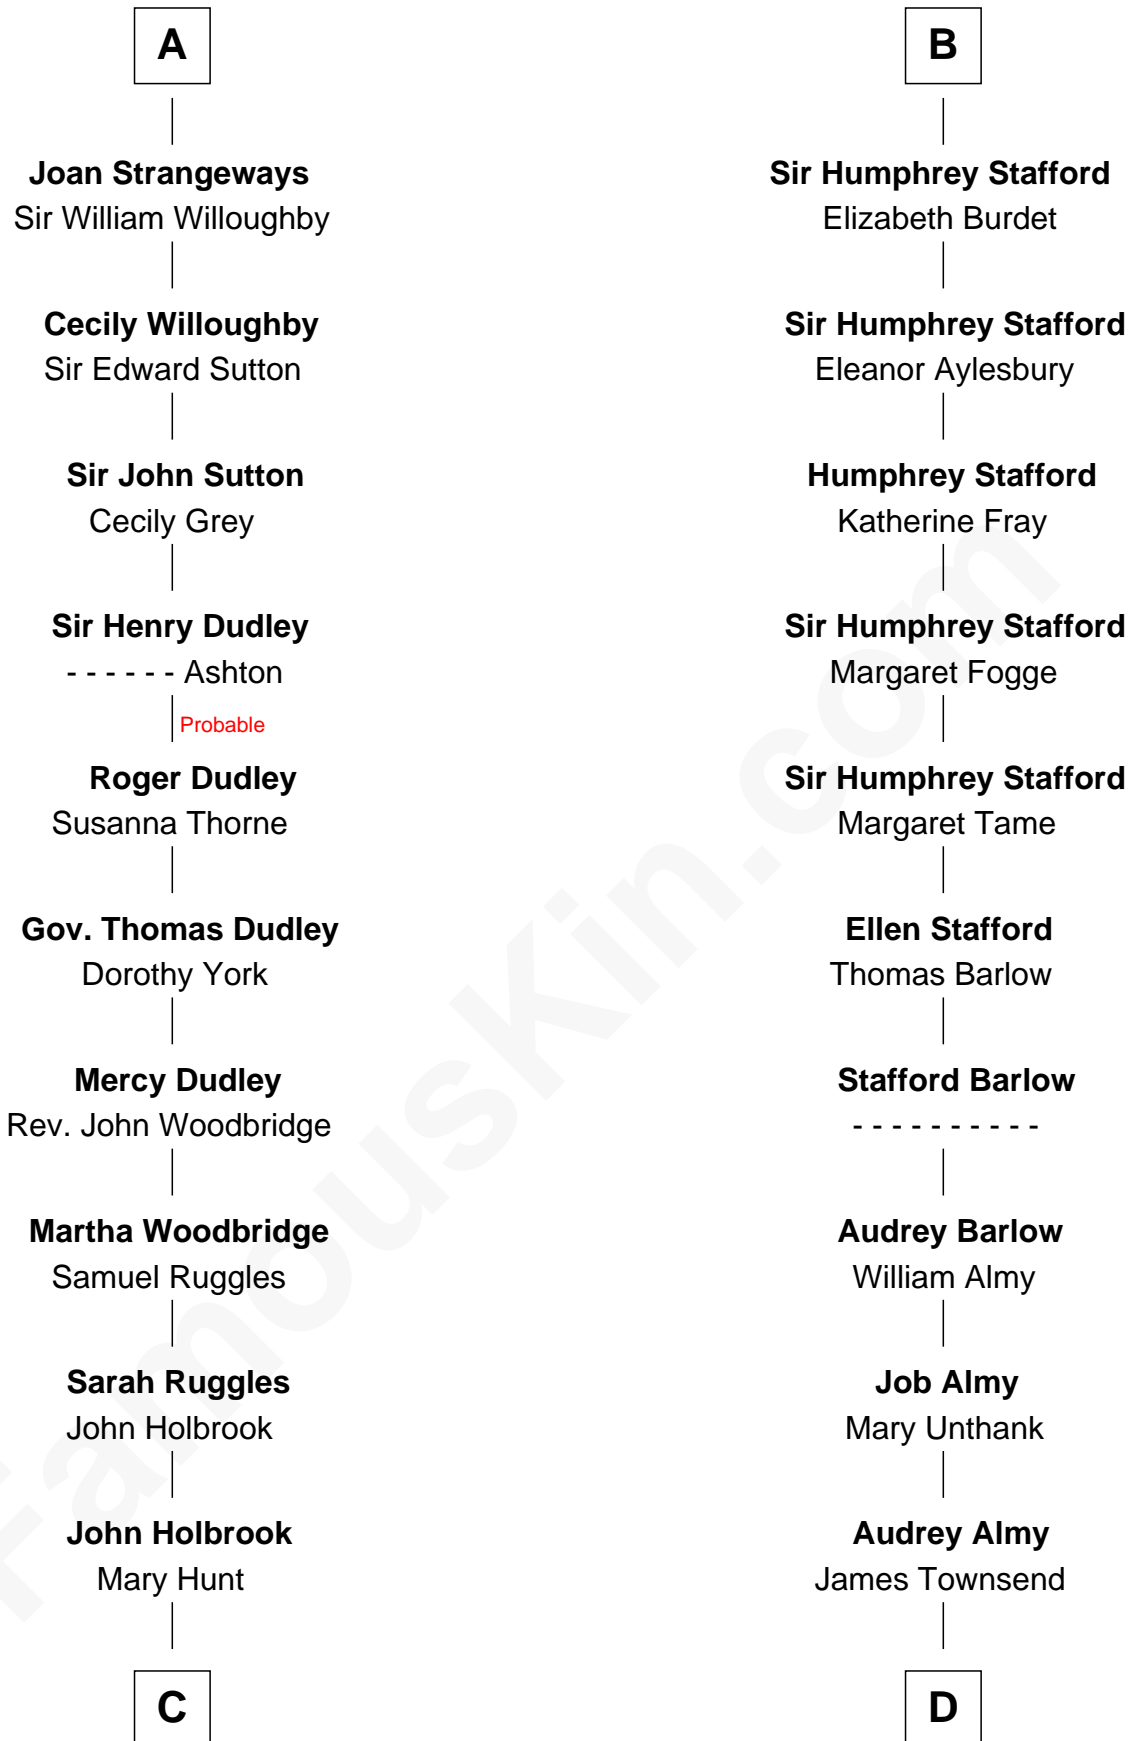 A
Joan Strangeways
Sir William Willoughby
Cecily Willoughby
Sir Edward Sutton
Sir John Sutton
Cecily Grey
Sir Henry Dudley
- - - - - - Ashton
Probable
Roger Dudley
Susanna Thorne
Gov. Thomas Dudley
Dorothy York
Mercy Dudley
Rev. John Woodbridge
Martha Woodbridge
Samuel Ruggles
Sarah Ruggles
John Holbrook
John Holbrook
Mary Hunt
C
B
Sir Humphrey Stafford
Elizabeth Burdet
Sir Humphrey Stafford
Eleanor Aylesbury
Humphrey Stafford
Katherine Fray
Sir Humphrey Stafford
Margaret Fogge
Sir Humphrey Stafford
Margaret Tame
Ellen Stafford
Thomas Barlow
Stafford Barlow
- - - - - - - - - -
Audrey Barlow
William Almy
Job Almy
Mary Unthank
Audrey Almy
James Townsend
D
FamousKin.com